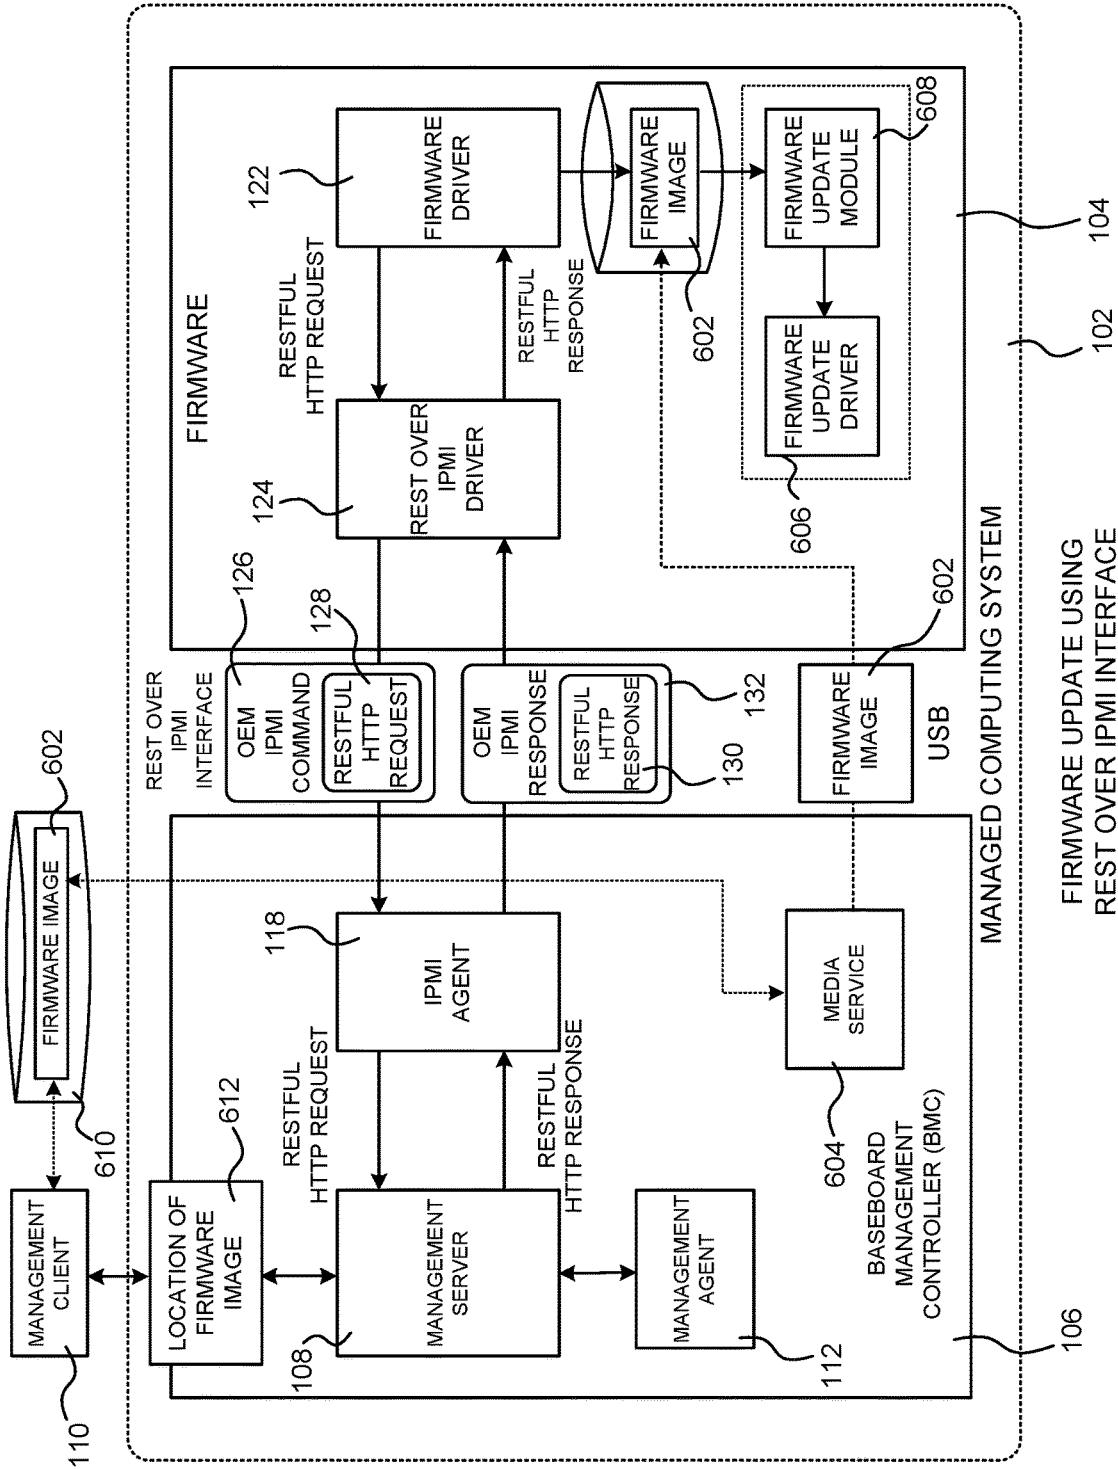 110
MANAGEMENT
CLIENT
610
FIRMWARE IMAGE
602
LOCATION OF
FIRMWARE
IMAGE
612
REST OVER
IPMI
INTERFACE
FIRMWARE
108
MANAGEMENT
SERVER
RESTFUL
HTTP REQUEST
118
IPMI
AGENT
OEM
IPMI
COMMAND
126
RESTFUL
HTTP
REQUEST
128
124
REST OVER
IPMI
DRIVER
RESTFUL
HTTP REQUEST
122
FIRMWARE
DRIVER
RESTFUL
HTTP RESPONSE
OEM
IPMI
RESPONSE
RESTFUL
HTTP
RESPONSE
130
132
RESTFUL
HTTP
RESPONSE
602
FIRMWARE
IMAGE
MANAGEMENT
AGENT
112
604
MEDIA
SERVICE
FIRMWARE
IMAGE
602
USB
606
FIRMWARE
UPDATE
DRIVER
FIRMWARE
UPDATE
MODULE
608
BASEBOARD
MANAGEMENT
CONTROLLER (BMC)
106
MANAGED COMPUTING SYSTEM
102
104
FIRMWARE UPDATE USING
REST OVER IPMI INTERFACE